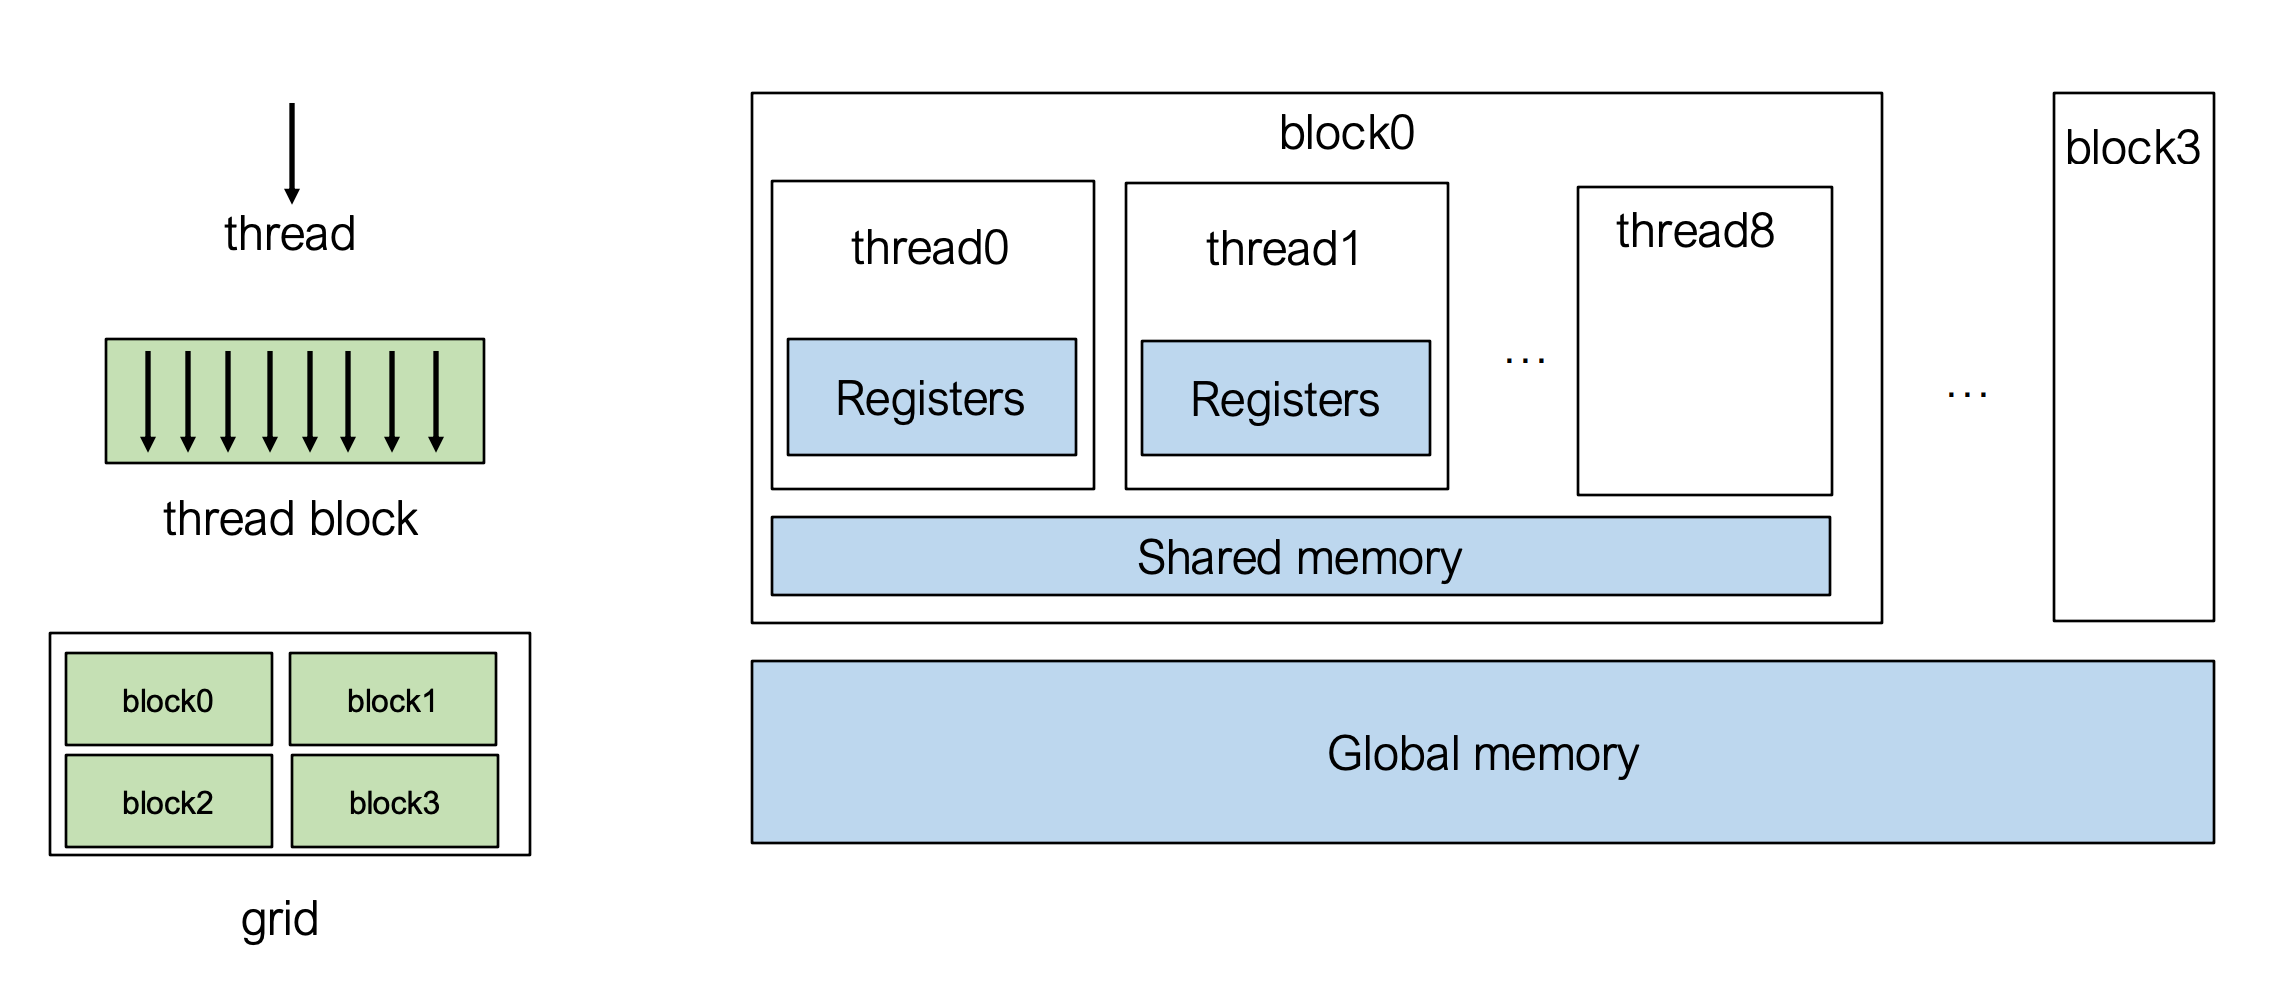 thread
thread block
block0
block1
block2
block3
grid
block0
thread0
Registers
thread1
Registers
...
thread8
Shared memory
...
block3
Global memory